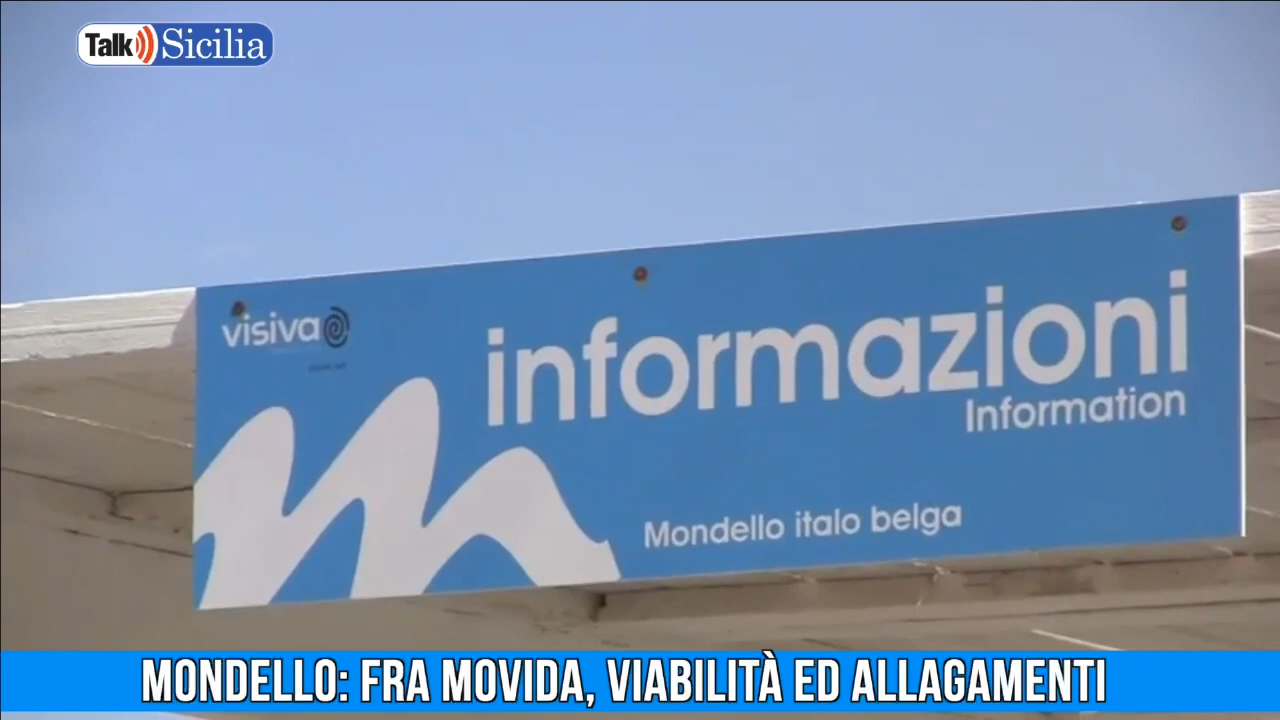 Talk Sicilia
visiva
informazioni
Information
Mondello italo belga
MONDELLO: FRA MOVIDA, VIABILITÀ ED ALLAGAMENTI